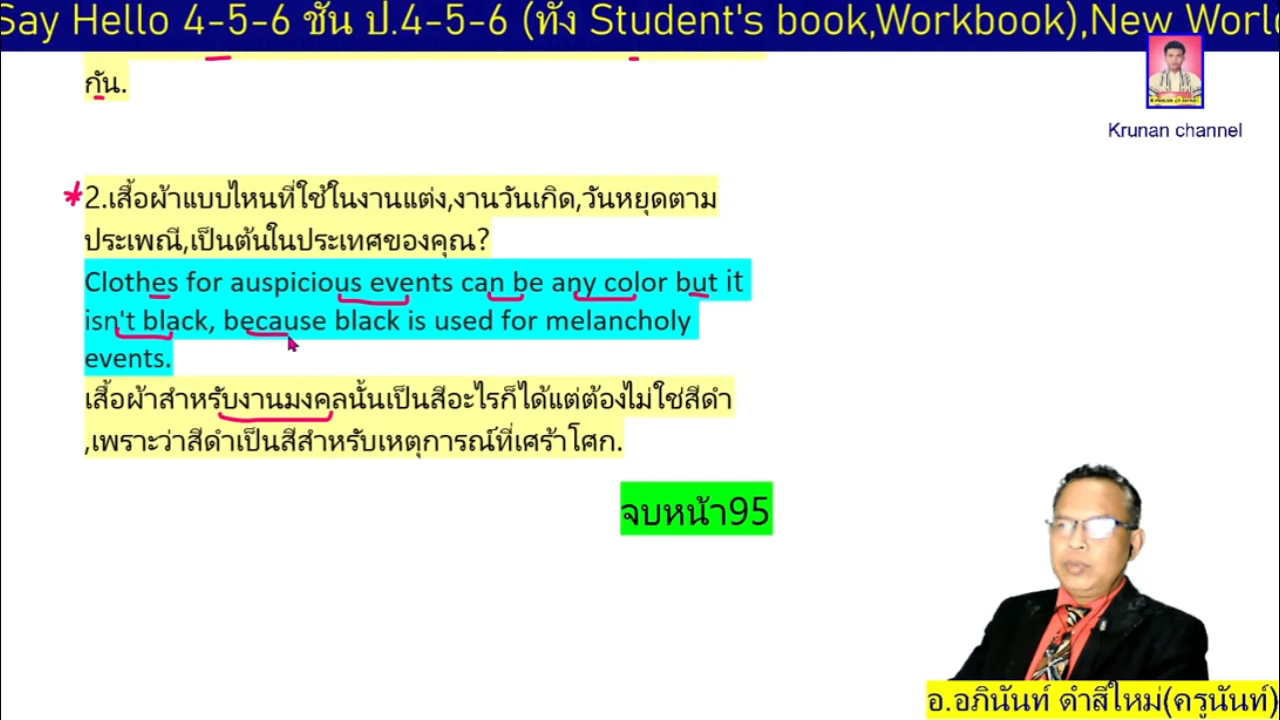 Say Hello 4-5-6 ชั้น ป.4-5-6 (ทั้ง Student's book,Workbook),New World
กัน.
Krunan channel
*2.เสื้อผ้าแบบไหนที่ใช้ในงานแต่ง,งานวันเกิด,วันหยุดตาม
ประเพณี,เป็นต้นในประเทศของคุณ?
Clothes for auspicious events can be any color but it
isn't black, because black is used for melancholy
events.
เสื้อผ้าสำหรับงานมงคลนั้นเป็นสีอะไรก็ได้แต่ต้องไม่ใช่สีดำ
,เพราะว่าสีดำเป็นสีสำหรับเหตุการณ์ที่เศร้าโศก.
จบหน้า95
อ.อภินันท์ ดำสีใหม่(ครูนันท์)